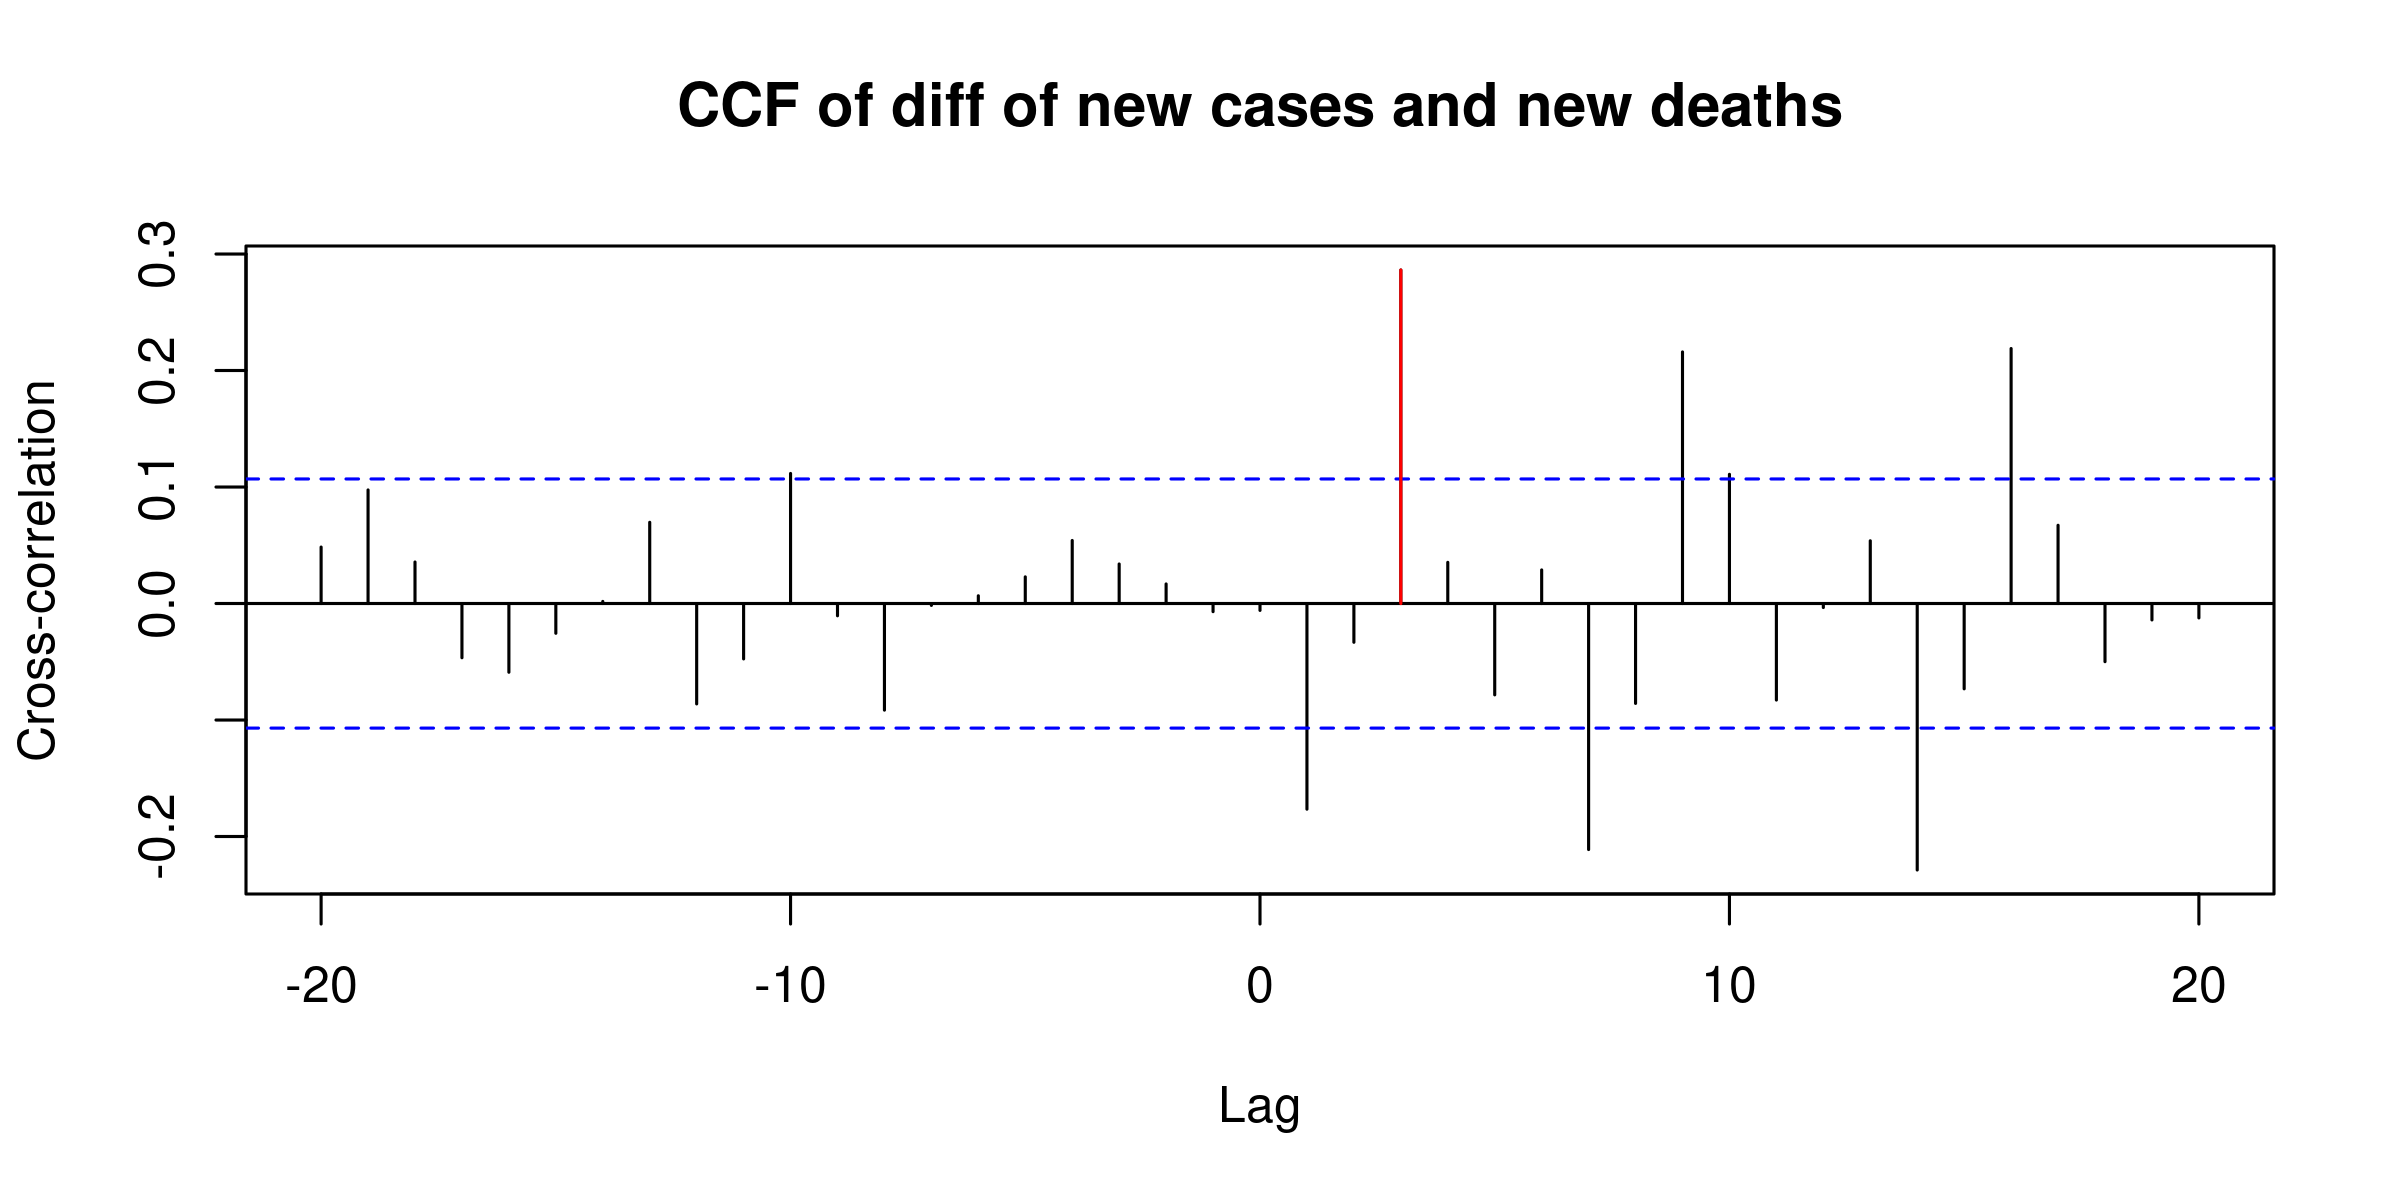 CCF of diff of new cases and new deaths
Cross-correlation
0.3
0.2
0.1
0.0
-0.2
-20 -10 0 10 20
Lag